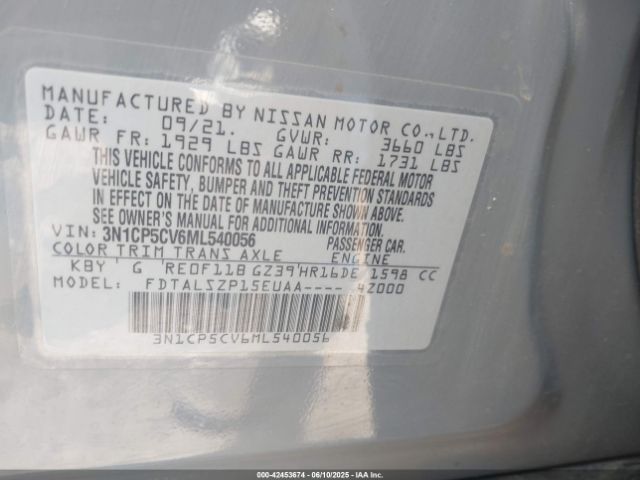 MANUFACTURED BY NISSAN MOTOR CO.,LTD.
DATE: 09/21. GVWR: 3660 LBS
GAWR FR: 1929 LBS GAWR RR: 1731 LBS
THIS VEHICLE CONFORMS TO ALL APPLICABLE FEDERAL MOTOR
VEHICLE SAFETY, BUMPER AND THEFT PREVENTION STANDARDS
IN EFFECT ON THE DATE OF MANUFACTURE SHOWN ABOVE.
SEE OWNER'S MANUAL FOR FURTHER INFORMATION.
VIN: 3N1CP5CV6ML540056 PASSENGER CAR.
COLOR TRIM TRANS AXLE ENGINE
KBY ' G ' RE0F11B GZ39'HR16DE 1598 CC
MODEL: FDTALSZP15EUAA---- 42000
3N1CP5CV6ML540056
000-42453674 - 06/10/2025 - IAAI, Inc.